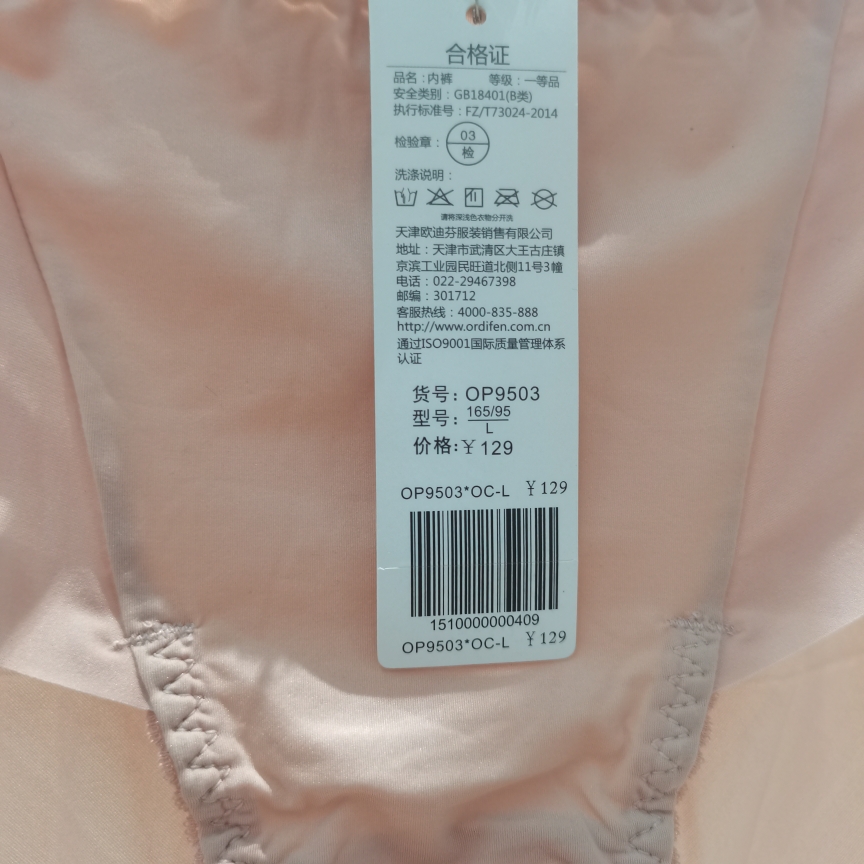 合格证
品名：内裤 等级：一等品
安全类别：GB18401(B类)
执行标准号：FZ/T73024-2014
检验章： 03 检
洗涤说明：
请将深浅色衣物分开洗
天津欧迪芬服装销售有限公司
地址：天津市武清区大王古庄镇
京滨工业园民旺道北侧11号3幢
电话：022-29467398
邮编：301712
客服热线：4000-835-888
http://www.ordifen.com.cn
通过ISO9001国际质量管理体系
认证
货号：OP9503
型号：165/95
L
价格:￥129
OP9503*OC-L ￥129
1510000000409
OP9503*OC-L ￥129